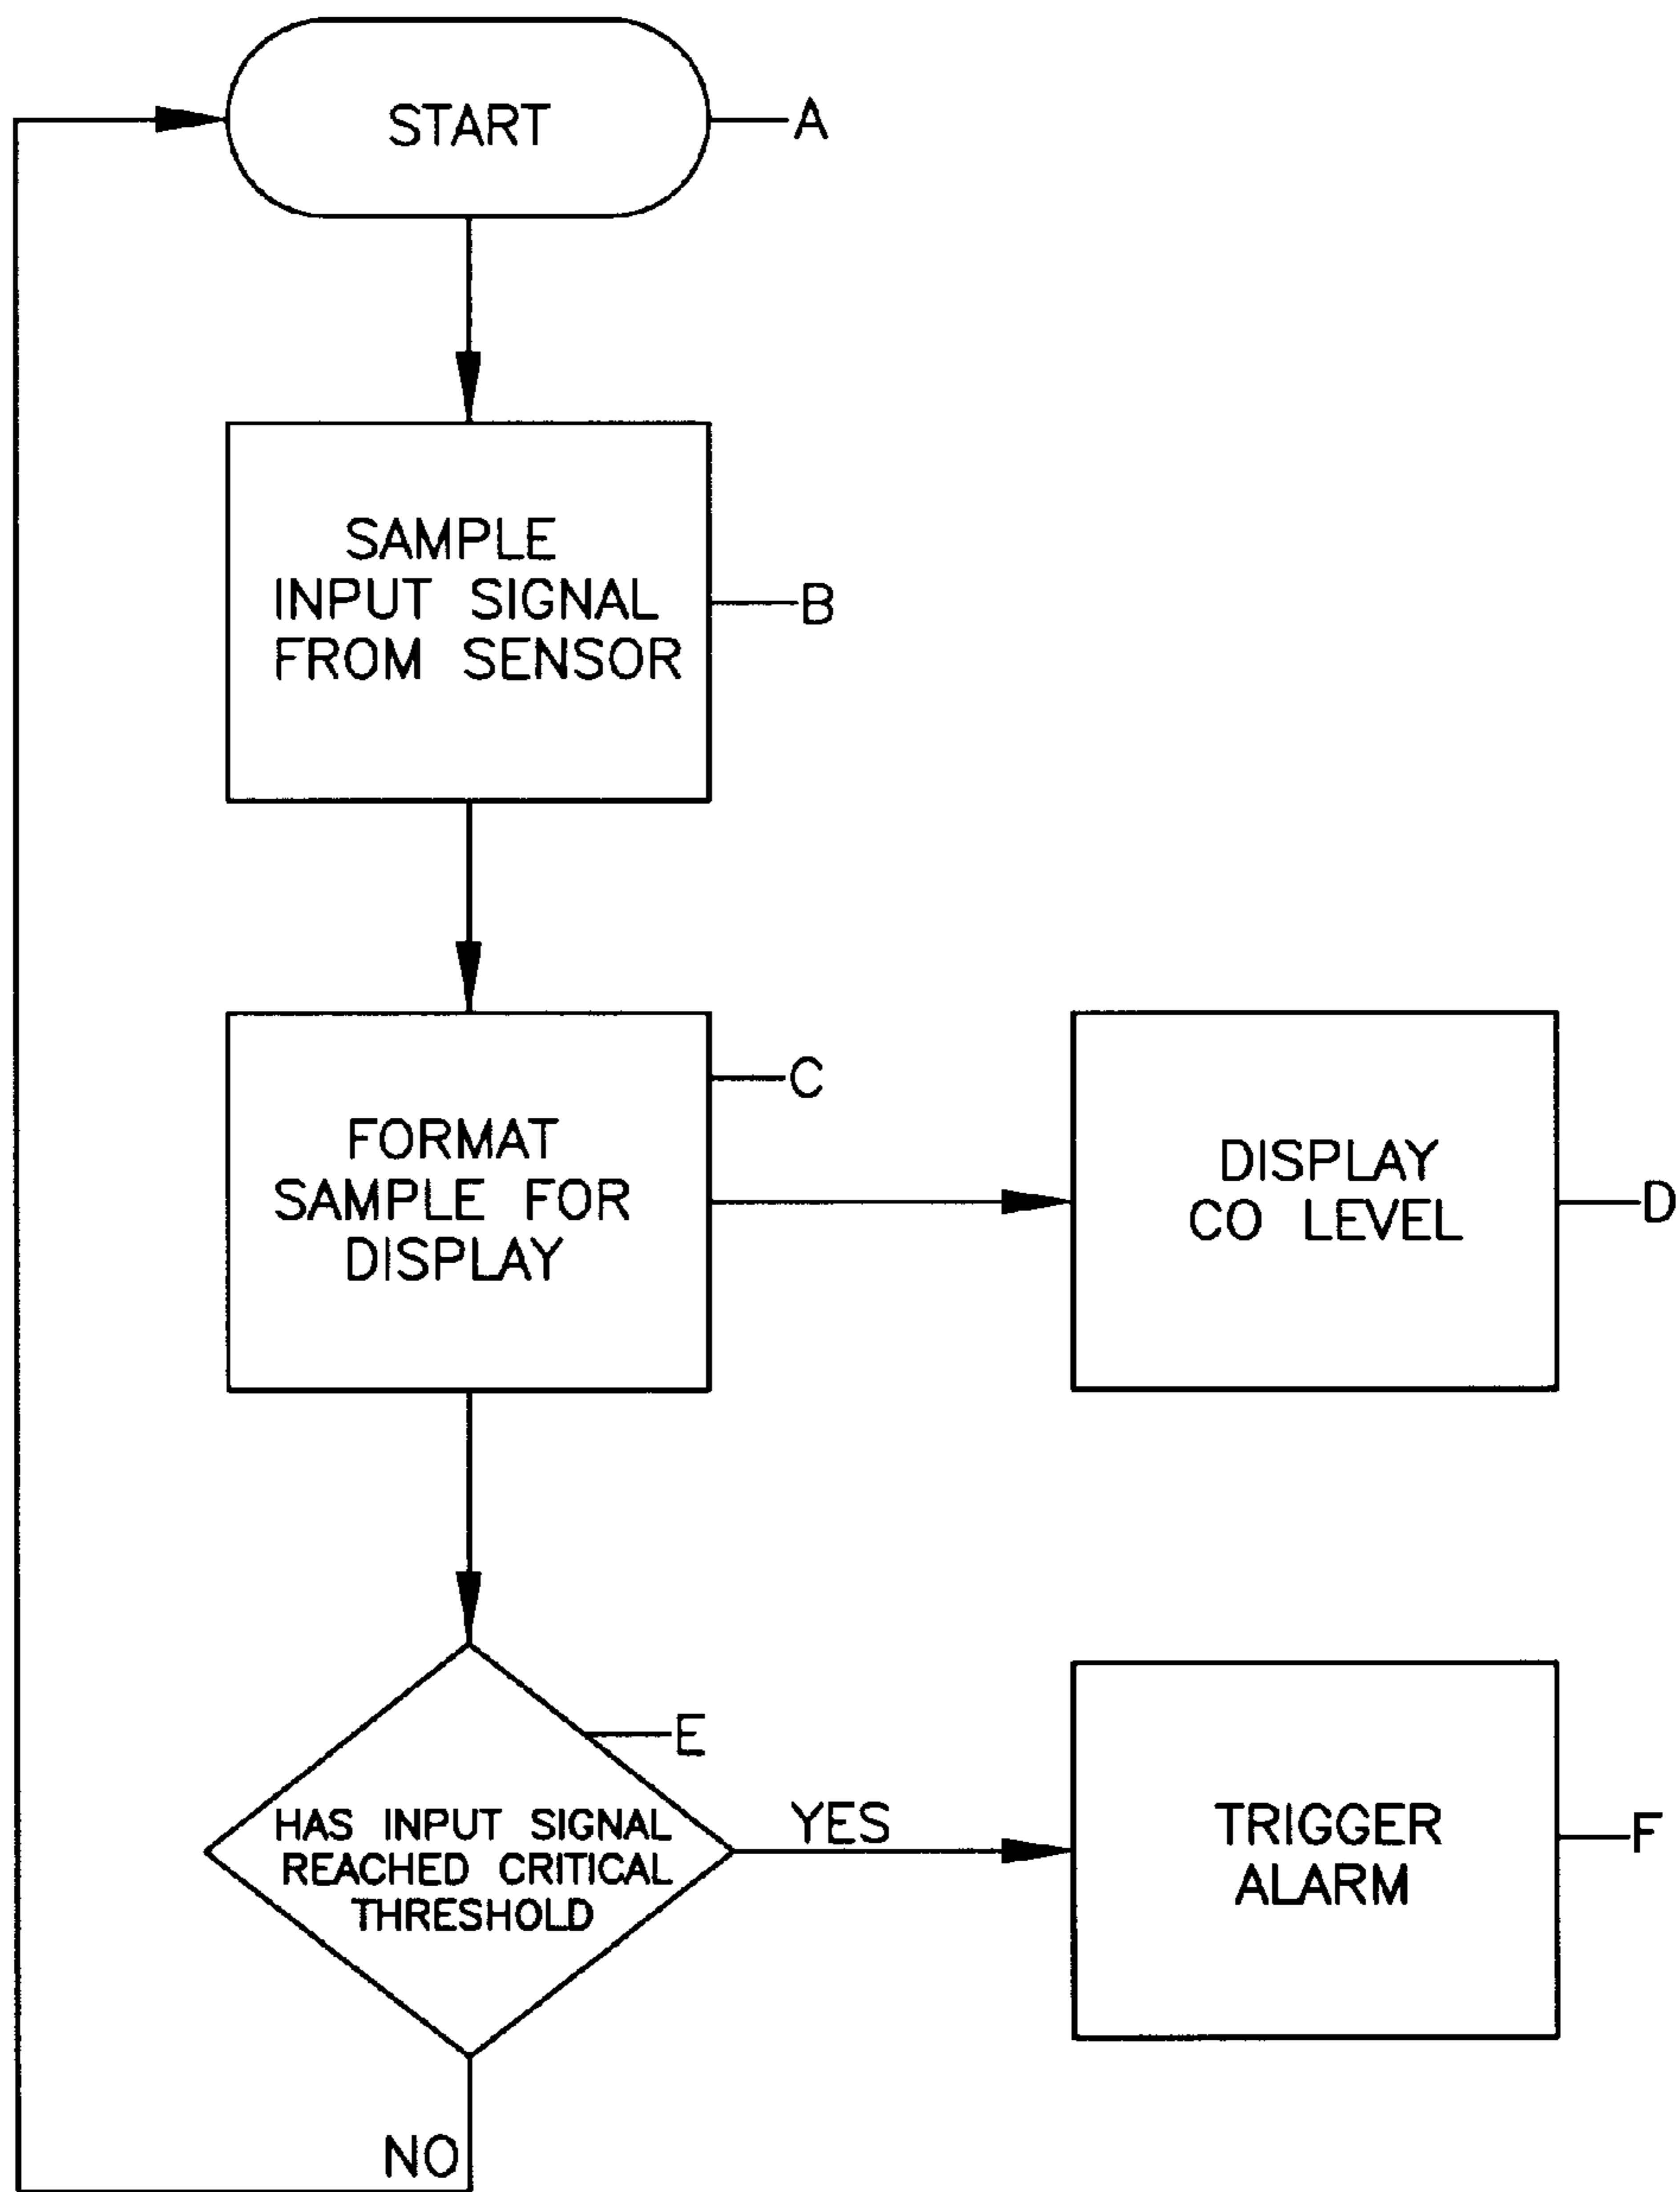 START
A
SAMPLE
INPUT SIGNAL
FROM SENSOR
B
C
FORMAT
SAMPLE FOR
DISPLAY
DISPLAY
CO LEVEL
D
E
HAS INPUT SIGNAL
REACHED CRITICAL
THRESHOLD
YES
TRIGGER
ALARM
F
NO